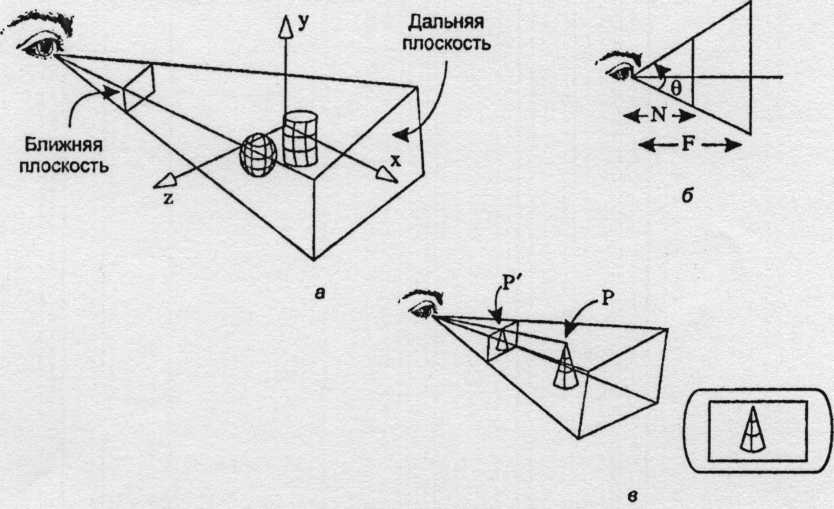 y
Дальняя
плоскость
Ближняя
плоскость
z
x
а
θ
N
F
б
P′
P
в